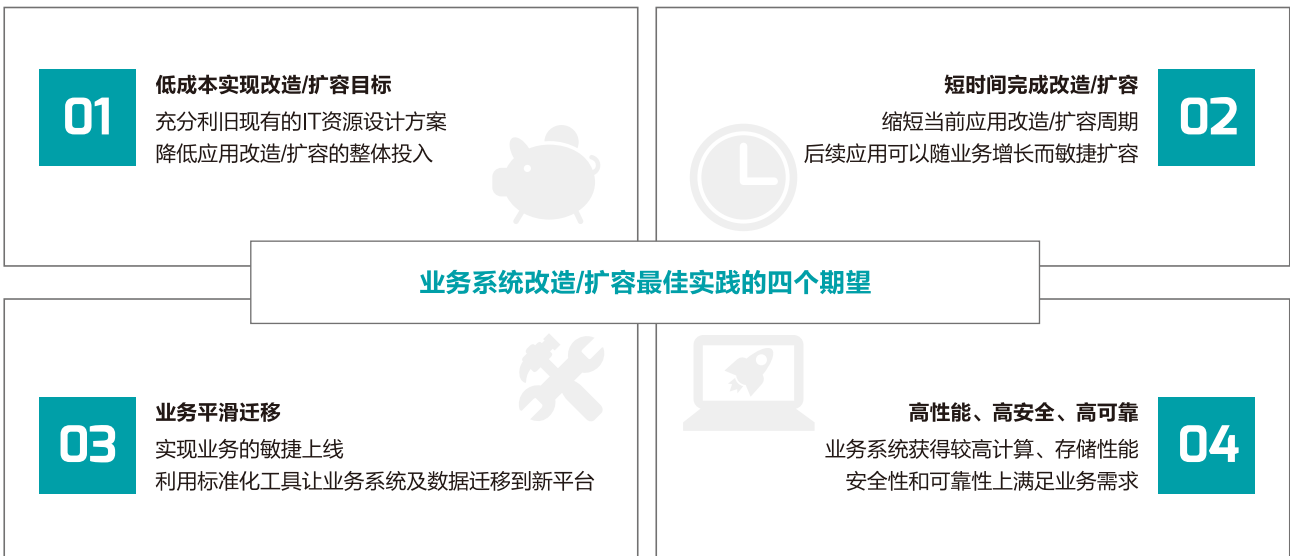 01
低成本实现改造/扩容目标
充分利旧现有的IT资源设计方案
降低应用改造/扩容的整体投入
02
短时间完成改造/扩容
缩短当前应用改造/扩容周期
后续应用可以随业务增长而敏捷扩容
业务系统改造/扩容最佳实践的四个期望
03
业务平滑迁移
实现业务的敏捷上线
利用标准化工具让业务系统及数据迁移到新平台
04
高性能、高安全、高可靠
业务系统获得较高计算、存储性能
安全性和可靠性上满足业务需求